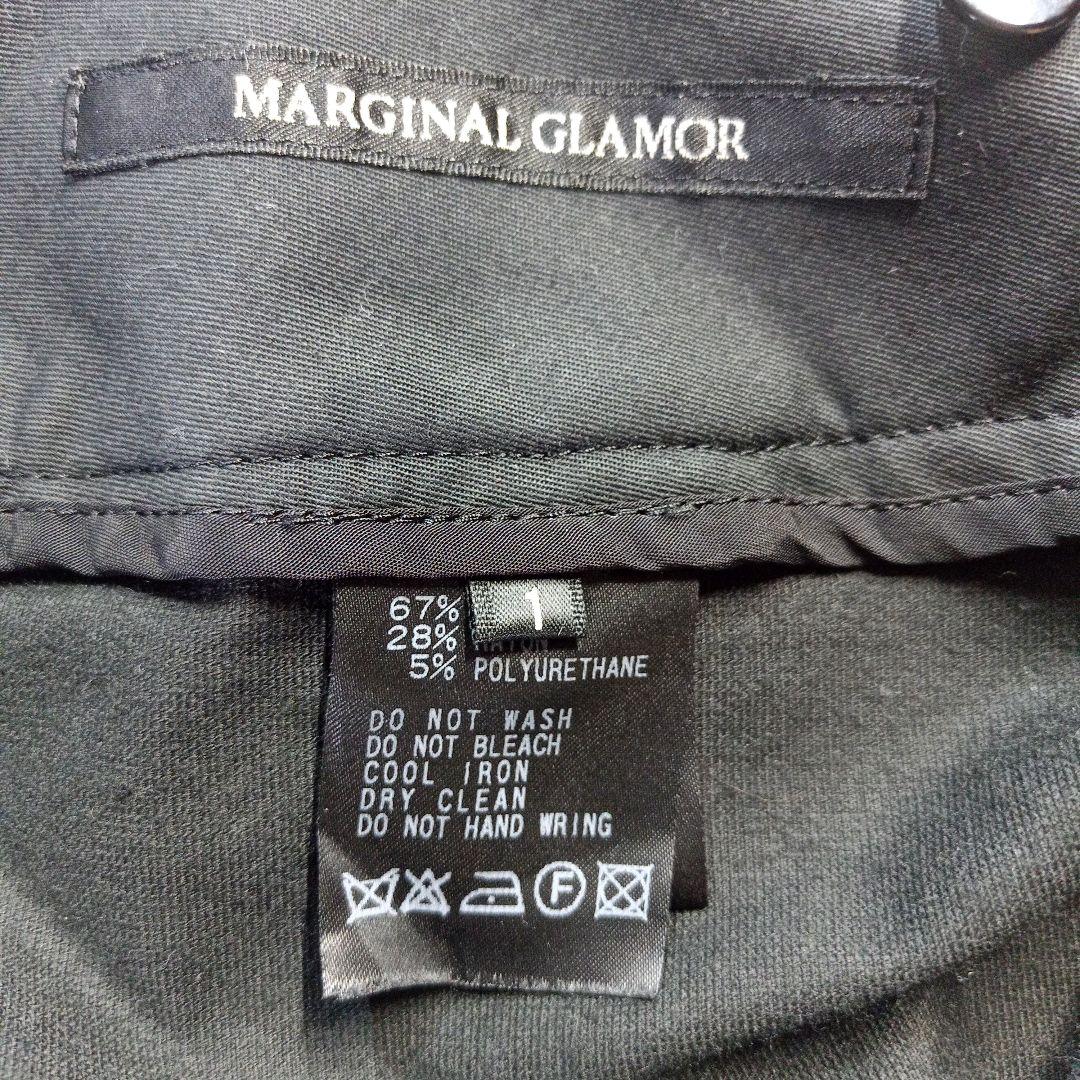 MARGINAL GLAMOR
1
67%
28% RAYON
5% POLYURETHANE
DO NOT WASH
DO NOT BLEACH
COOL IRON
DRY CLEAN
DO NOT HAND WRING
F